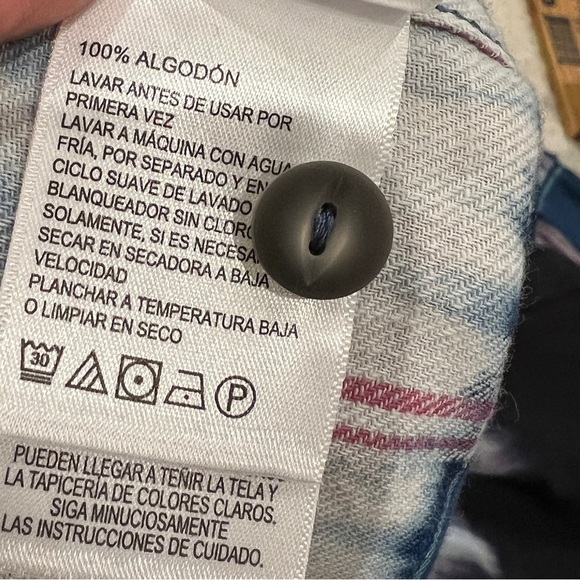 100% ALGODÓN
LAVAR ANTES DE USAR POR
PRIMERA VEZ
LAVAR A MÁQUINA CON AGUA
FRÍA, POR SEPARADO Y EN
CICLO SUAVE DE LAVADO
BLANQUEADOR SIN CLORO
SOLAMENTE, SI ES
SECAR EN SECADORA A BAJA
VELOCIDAD
PLANCHAR A TEMPERATURA BAJA
O LIMPIAR EN SECO
30 P
PUEDEN LLEGAR A TEÑIR LA TELA Y
LA TAPICERÍA DE COLORES CLAROS.
SIGA MINUCIOSAMENTE
LAS INSTRUCCIONES DE CUIDADO.